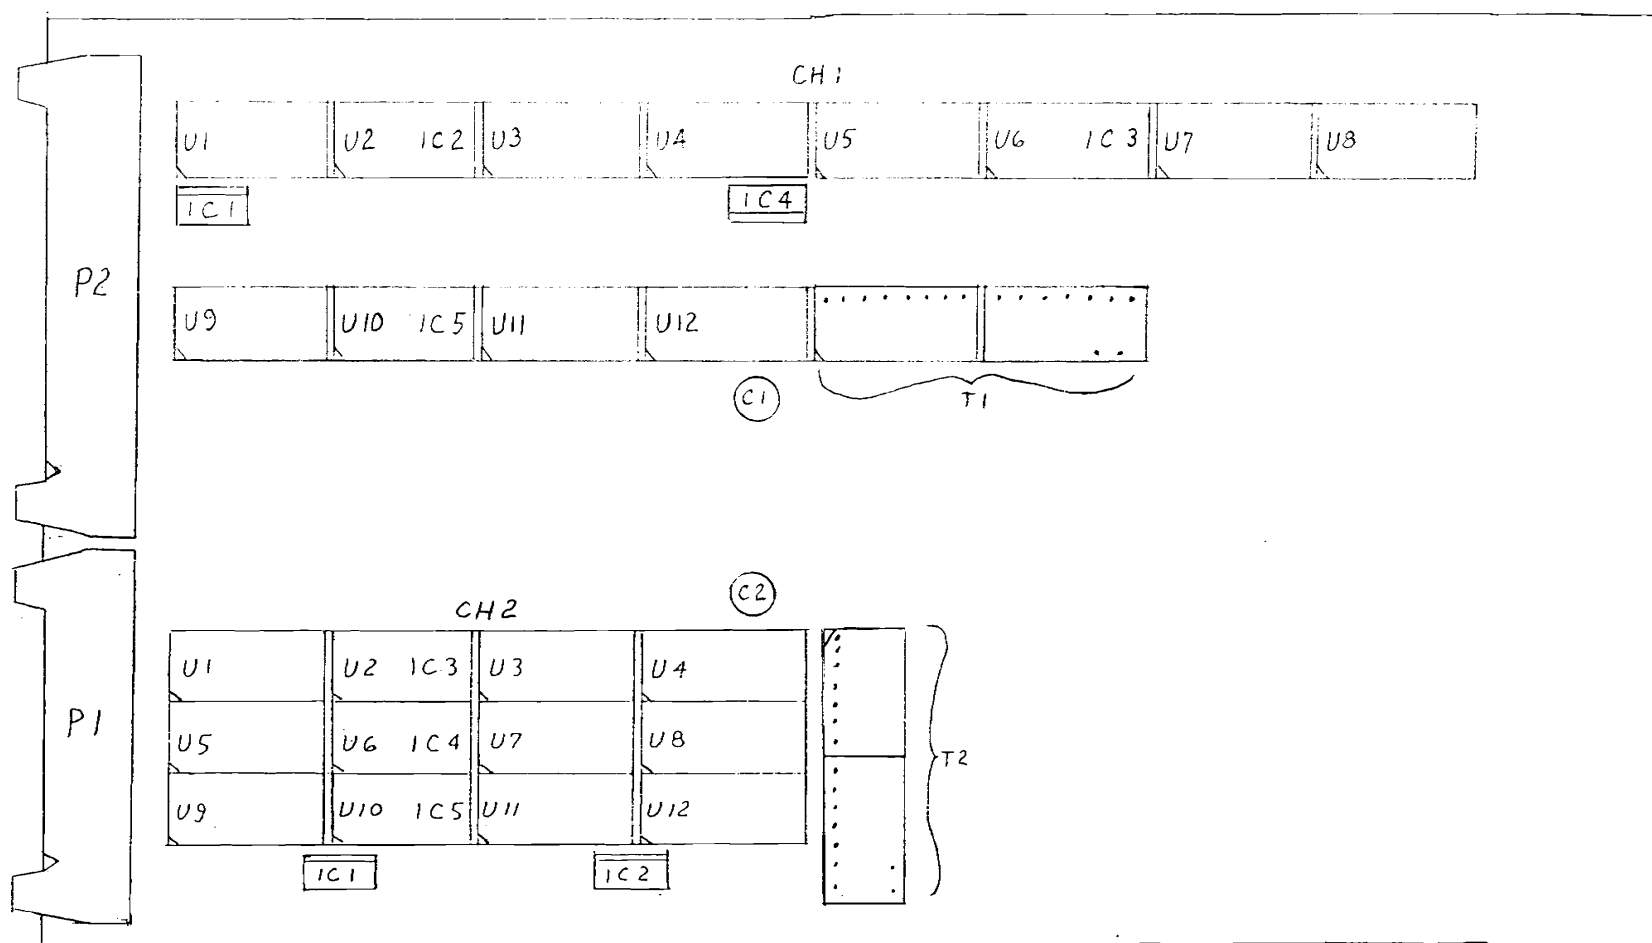 CH1
U1 U2 IC2 U3 U4 U5 U6 IC3 U7 U8
IC1 IC4
P2
U9 U10 IC5 U11 U12
C1 T1
C2
CH2
U1 U2 IC3 U3 U4
P1
U5 U6 IC4 U7 U8
T2
U9 U10 IC5 U11 U12
IC1 IC2